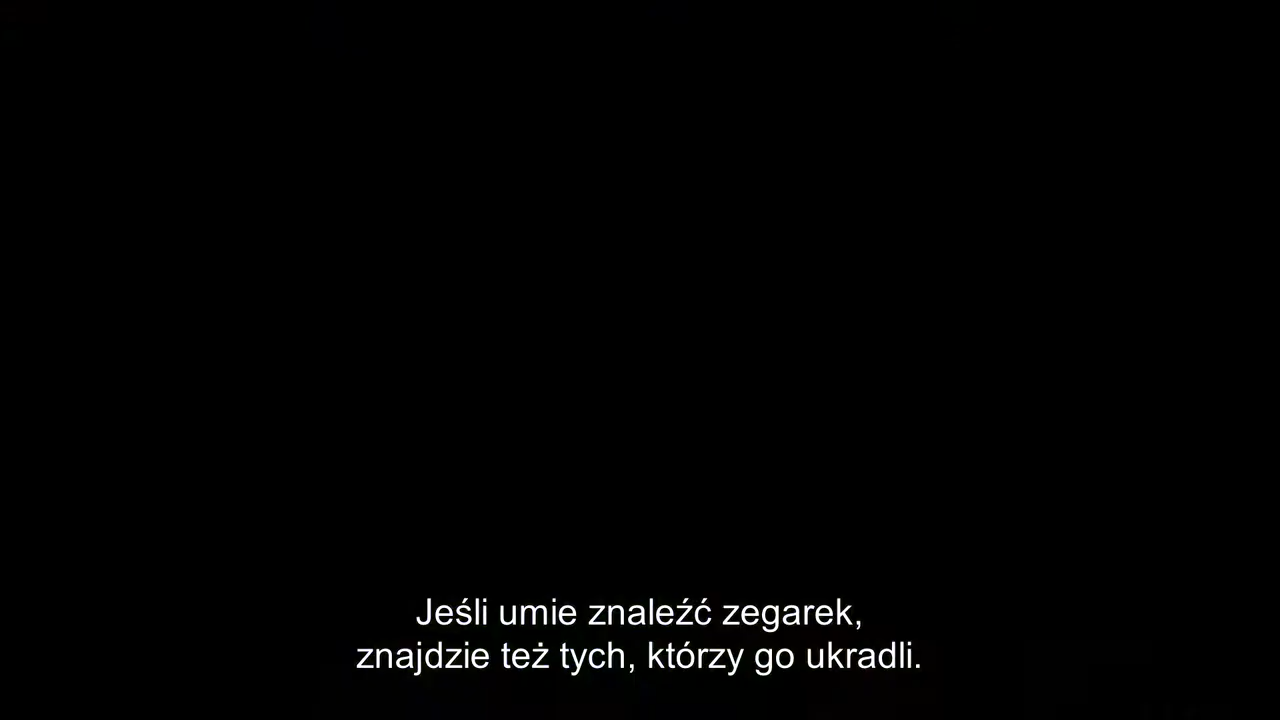 Jeśli umie znaleźć zegarek,
znajdzie też tych, którzy go ukradli.